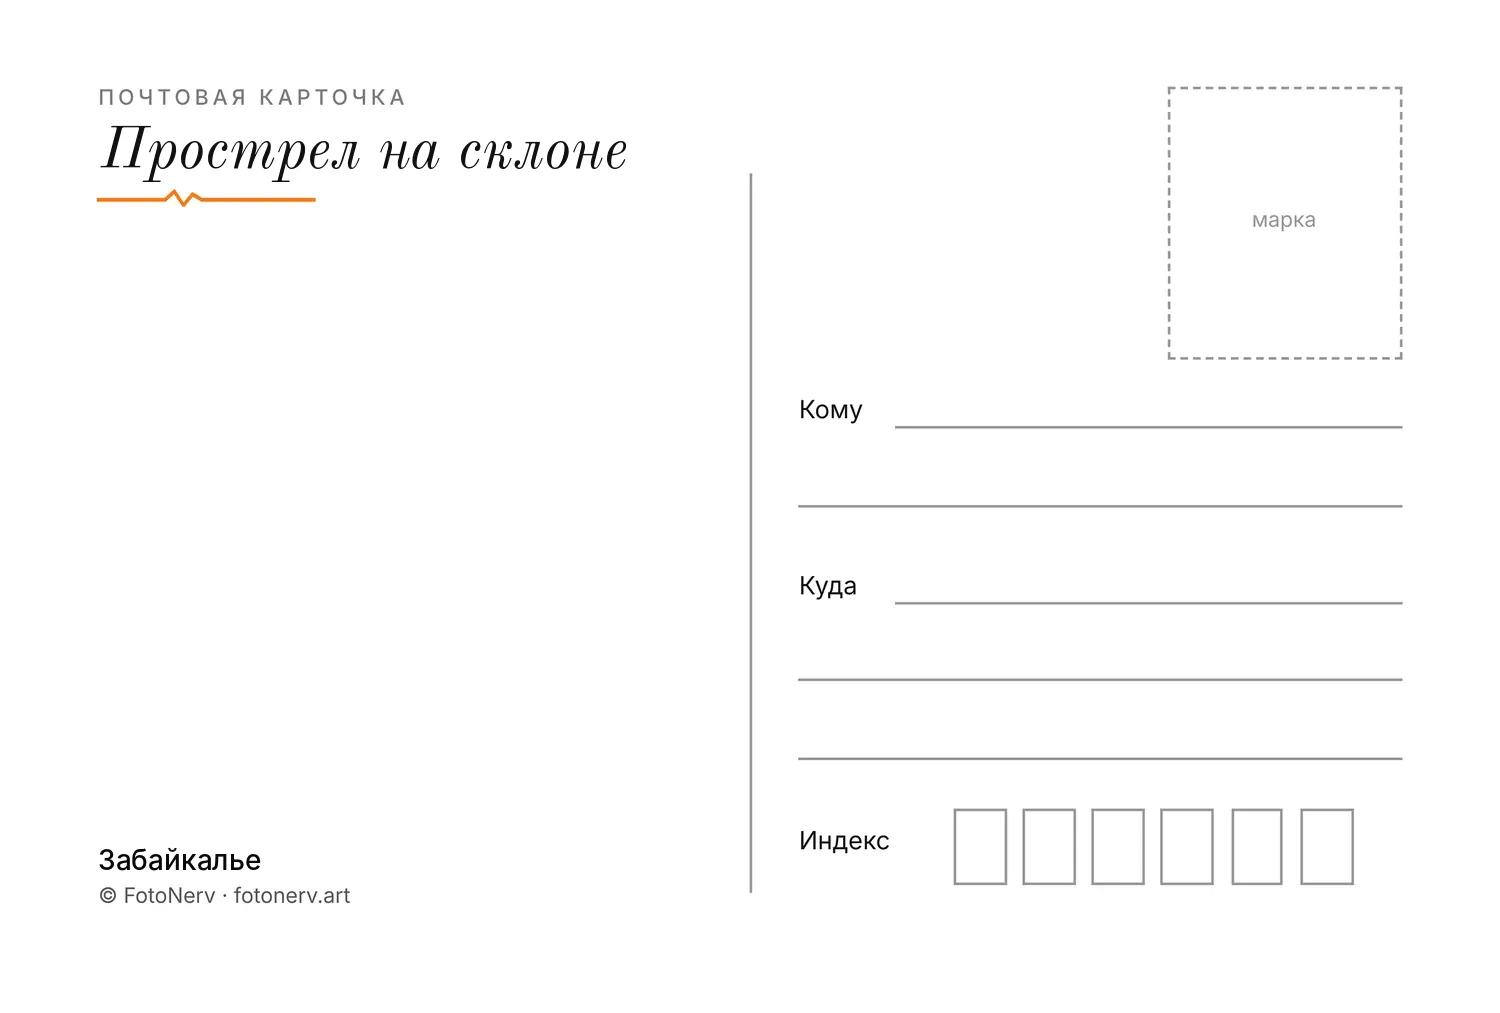 ПОЧТОВАЯ КАРТОЧКА
Прострел на склоне
Забайкалье
© FotoNerv · fotonerv.art
марка
Кому
Куда
Индекс